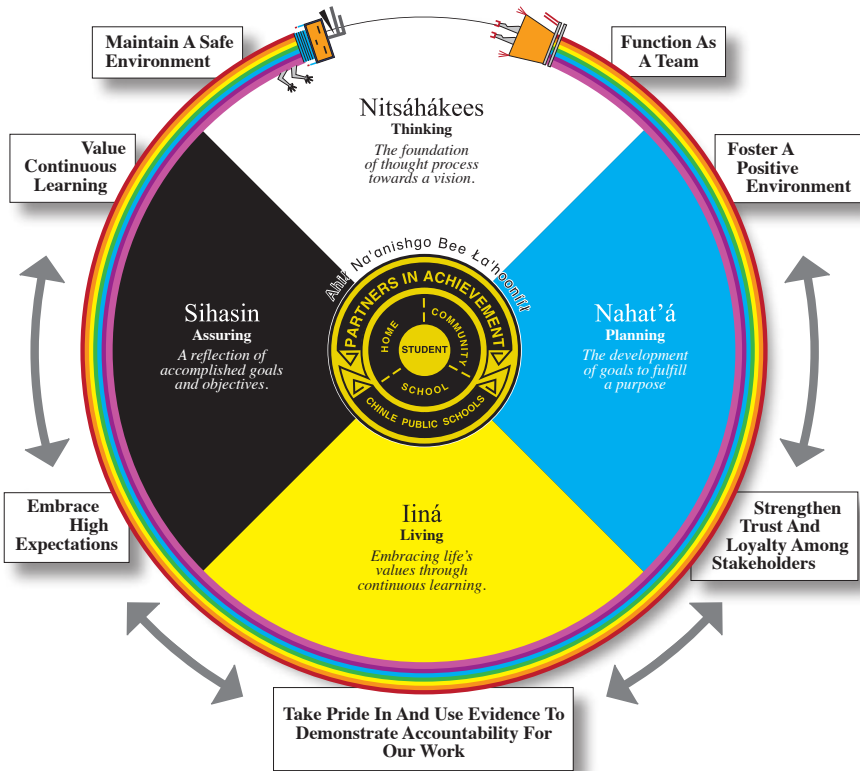 Maintain A Safe
Environment
Function As
A Team
Value
Continuous
Learning
Foster A
Positive
Environment
Nitsáhákees
Thinking
The foundation
of thought process
towards a vision.
Sihasin
Assuring
A reflection of
accomplished goals
and objectives.
Ahił Na'anishgo Bee Ła'hooniił
PARTNERS IN ACHIEVEMENT
HOME
COMMUNITY
STUDENT
SCHOOL
CHINLE PUBLIC SCHOOLS
Nahat’á
Planning
The development
of goals to fulfill
a purpose
Iiná
Living
Embracing life’s
values through
continuous learning.
Embrace
High
Expectations
Strengthen
Trust And
Loyalty Among
Stakeholders
Take Pride In And Use Evidence To
Demonstrate Accountability For
Our Work